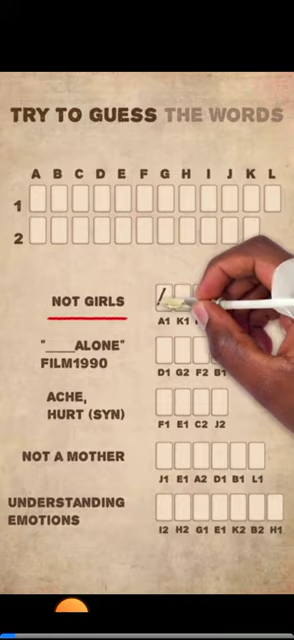 TRY TO GUESS THE WORDS
A B C D E F G H I J K L
1
2
NOT GIRLS
A1 K1
"____ALONE"
FILM1990
D1 G2 F2 B1
ACHE,
HURT (SYN)
F1 E1 C2 J2
NOT A MOTHER
J1 E1 A2 D1 B1 L1
UNDERSTANDING
EMOTIONS
I2 H2 G1 E1 K2 B2 H1